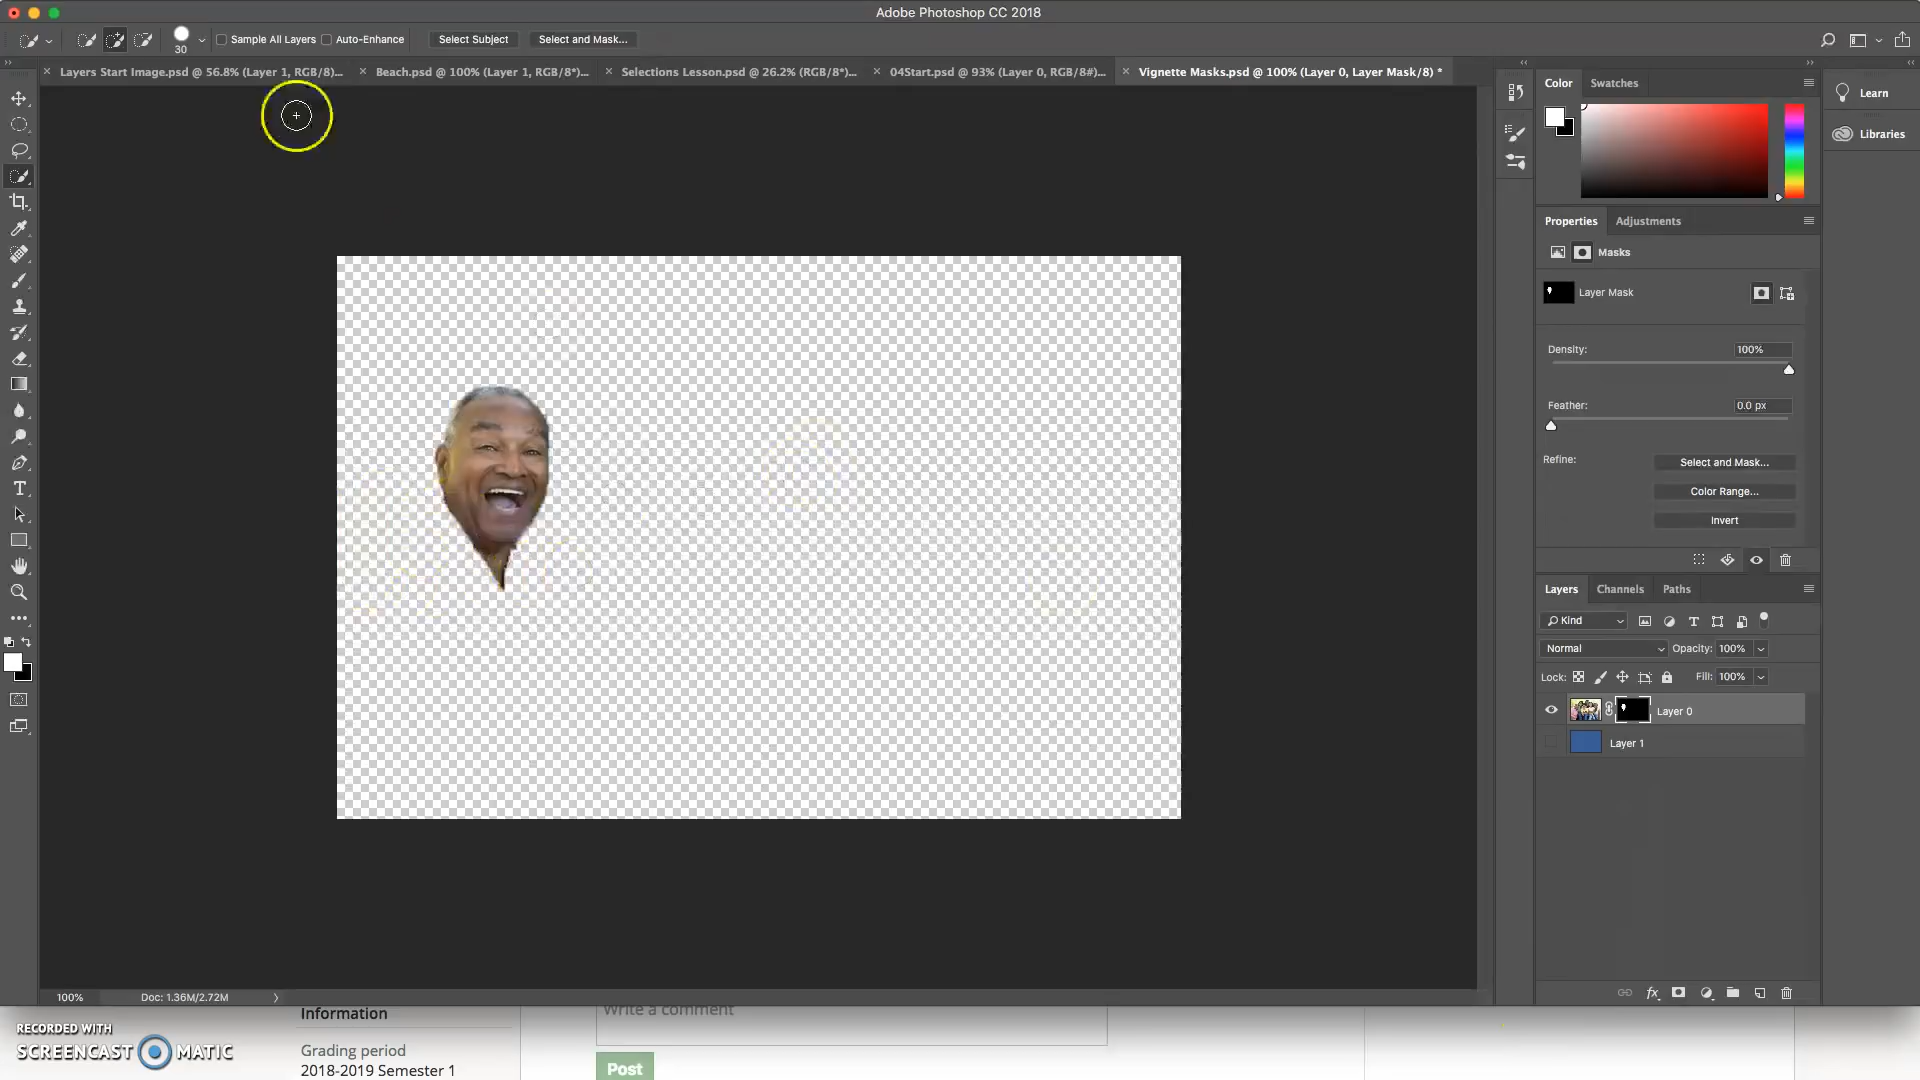 Adobe Photoshop CC 2018
30
Sample All Layers
Auto-Enhance
Select Subject
Select and Mask...
Layers Start Image.psd @ 56.8% (Layer 1, RGB/8)...
Beach.psd @ 100% (Layer 1, RGB/8*)...
Selections Lesson.psd @ 26.2% (RGB/8*)...
04Start.psd @ 93% (Layer 0, RGB/8#)...
Vignette Masks.psd @ 100% (Layer 0, Layer Mask/8) *
Color
Swatches
Learn
Libraries
Properties
Adjustments
Masks
Layer Mask
Density:
100%
Feather:
0.0 px
Refine:
Select and Mask...
Color Range...
Invert
Layers
Channels
Paths
Kind
Normal
Opacity: 100%
Lock:
Fill: 100%
Layer 0
Layer 1
fx
100%
Doc: 1.36M/2.72M
Information
Grading period
2018-2019 Semester 1
Write a comment
Post
RECORDED WITH
SCREENCAST MATIC